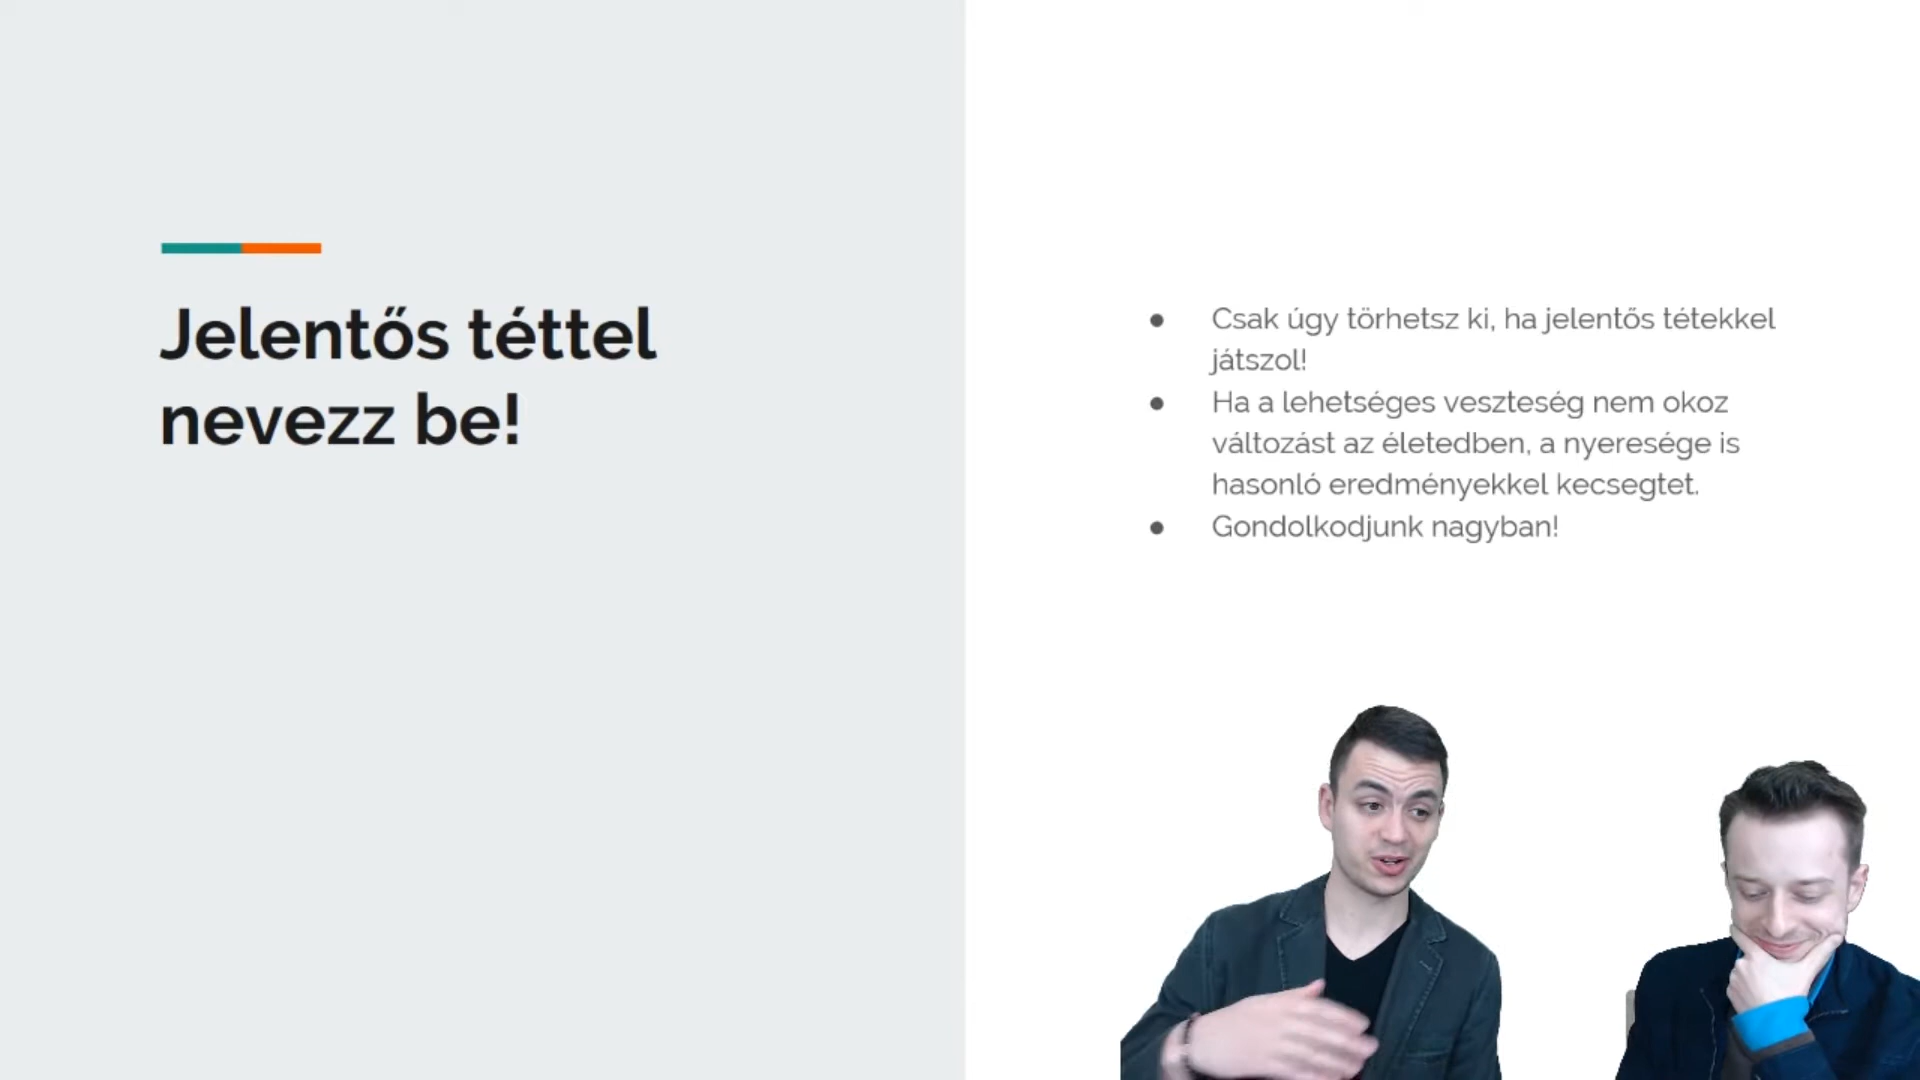 Jelentős téttel
nevezz be!
● Csak úgy törhetsz ki, ha jelentős tétekkel
játszol!
● Ha a lehetséges veszteség nem okoz
változást az életedben, a nyeresége is
hasonló eredményekkel kecsegtet.
● Gondolkodjunk nagyban!